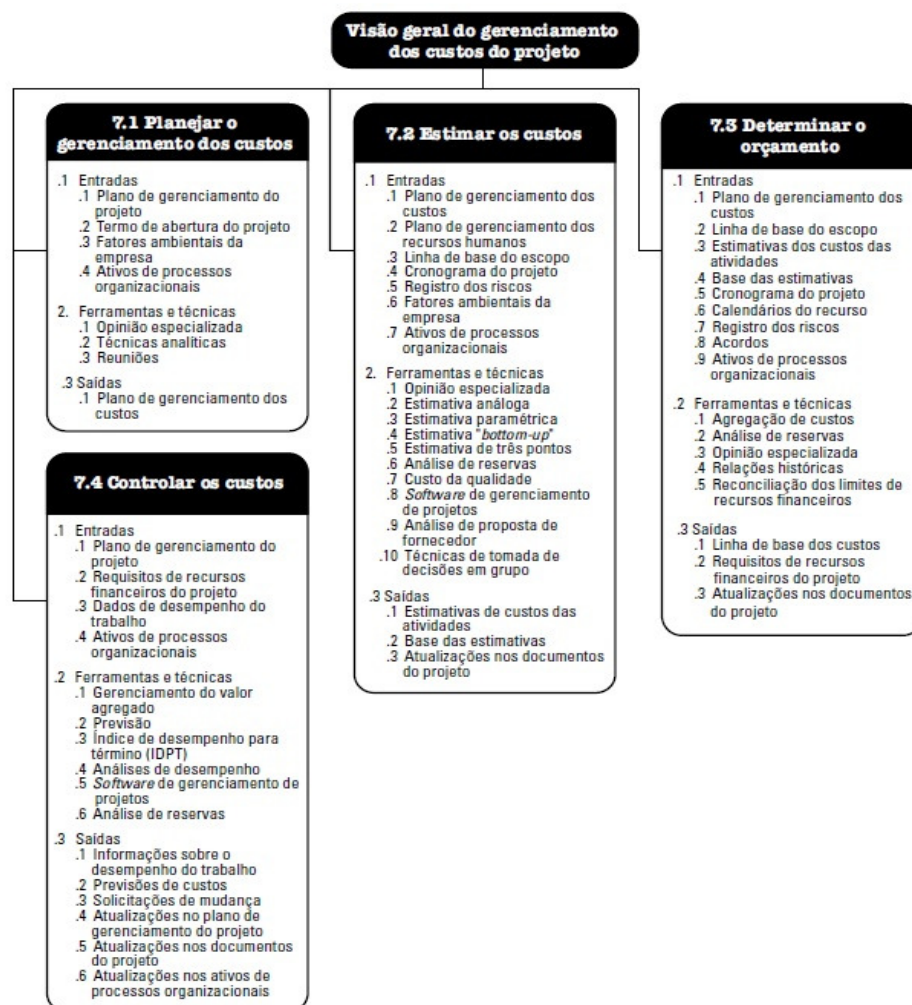 Visão geral do gerenciamento
dos custos do projeto
7.1 Planejar o
gerenciamento dos custos
.1 Entradas
.1 Plano de gerenciamento do
projeto
.2 Termo de abertura do projeto
.3 Fatores ambientais da
empresa
.4 Ativos de processos
organizacionais
2. Ferramentas e técnicas
.1 Opinião especializada
.2 Técnicas analíticas
.3 Reuniões
.3 Saídas
.1 Plano de gerenciamento dos
custos
7.2 Estimar os custos
.1 Entradas
.1 Plano de gerenciamento dos
custos
.2 Plano de gerenciamento dos
recursos humanos
.3 Linha de base do escopo
.4 Cronograma do projeto
.5 Registro dos riscos
.6 Fatores ambientais da
empresa
.7 Ativos de processos
organizacionais
2. Ferramentas e técnicas
.1 Opinião especializada
.2 Estimativa análoga
.3 Estimativa paramétrica
.4 Estimativa "bottom-up"
.5 Estimativa de três pontos
.6 Análise de reservas
.7 Custo da qualidade
.8 Software de gerenciamento
de projetos
.9 Análise de proposta de
fornecedor
.10 Técnicas de tomada de
decisões em grupo
.3 Saídas
.1 Estimativas de custos das
atividades
.2 Base das estimativas
.3 Atualizações nos documentos
do projeto
7.3 Determinar o
orçamento
.1 Entradas
.1 Plano de gerenciamento dos
custos
.2 Linha de base do escopo
.3 Estimativas dos custos das
atividades
.4 Base das estimativas
.5 Cronograma do projeto
.6 Calendários do recurso
.7 Registro dos riscos
.8 Acordos
.9 Ativos de processos
organizacionais
.2 Ferramentas e técnicas
.1 Agregação de custos
.2 Análise de reservas
.3 Opinião especializada
.4 Relações históricas
.5 Reconciliação dos limites de
recursos financeiros
.3 Saídas
.1 Linha de base dos custos
.2 Requisitos de recursos
financeiros do projeto
.3 Atualizações nos documentos
do projeto
7.4 Controlar os custos
.1 Entradas
.1 Plano de gerenciamento do
projeto
.2 Requisitos de recursos
financeiros do projeto
.3 Dados de desempenho do
trabalho
.4 Ativos de processos
organizacionais
.2 Ferramentas e técnicas
.1 Gerenciamento do valor
agregado
.2 Previsão
.3 Índice de desempenho para
término (IDPT)
.4 Análises de desempenho
.5 Software de gerenciamento de
projetos
.6 Análise de reservas
.3 Saídas
.1 Informações sobre o
desempenho do trabalho
.2 Previsões de custos
.3 Solicitações de mudança
.4 Atualizações no plano de
gerenciamento do projeto
.5 Atualizações nos documentos
do projeto
.6 Atualizações nos ativos de
processos organizacionais